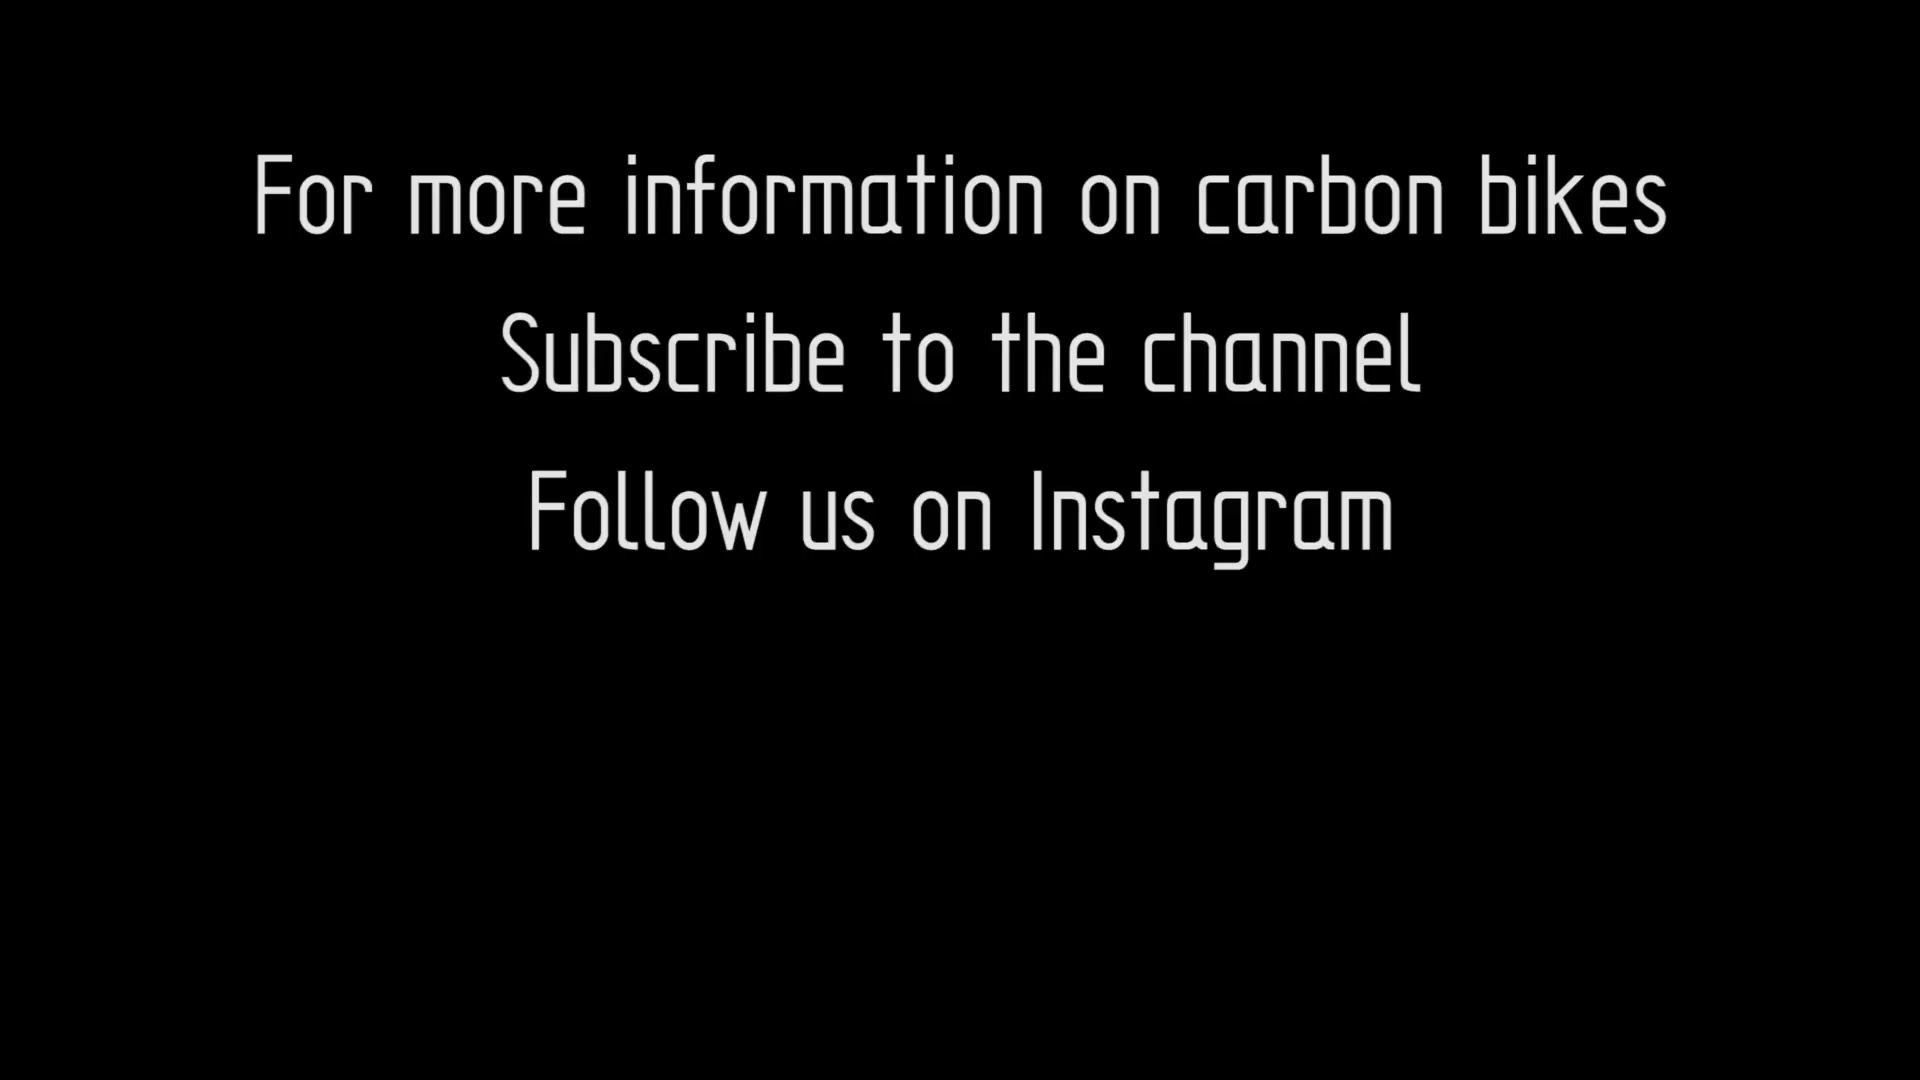 For more information on carbon bikes
Subscribe to the channel
Follow us on Instagram